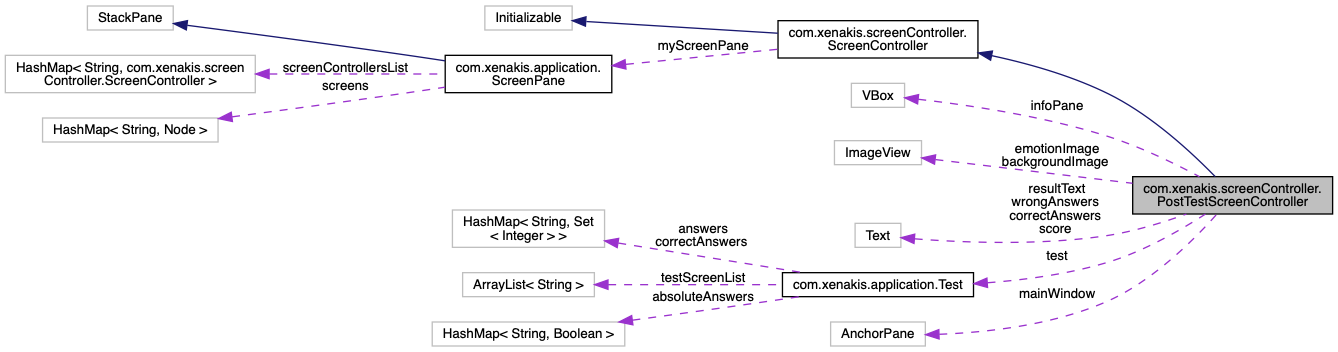 StackPane
HashMap< String, com.xenakis.screen
Controller.ScreenController >
HashMap< String, Node >
screenControllersList
screens
com.xenakis.application.
ScreenPane
Initializable
myScreenPane
com.xenakis.screenController.
ScreenController
VBox
infoPane
ImageView
emotionImage
backgroundImage
Text
resultText
wrongAnswers
correctAnswers
score
com.xenakis.screenController.
PostTestScreenController
HashMap< String, Set
< Integer > >
answers
correctAnswers
ArrayList< String >
testScreenList
HashMap< String, Boolean >
absoluteAnswers
com.xenakis.application.Test
test
AnchorPane
mainWindow